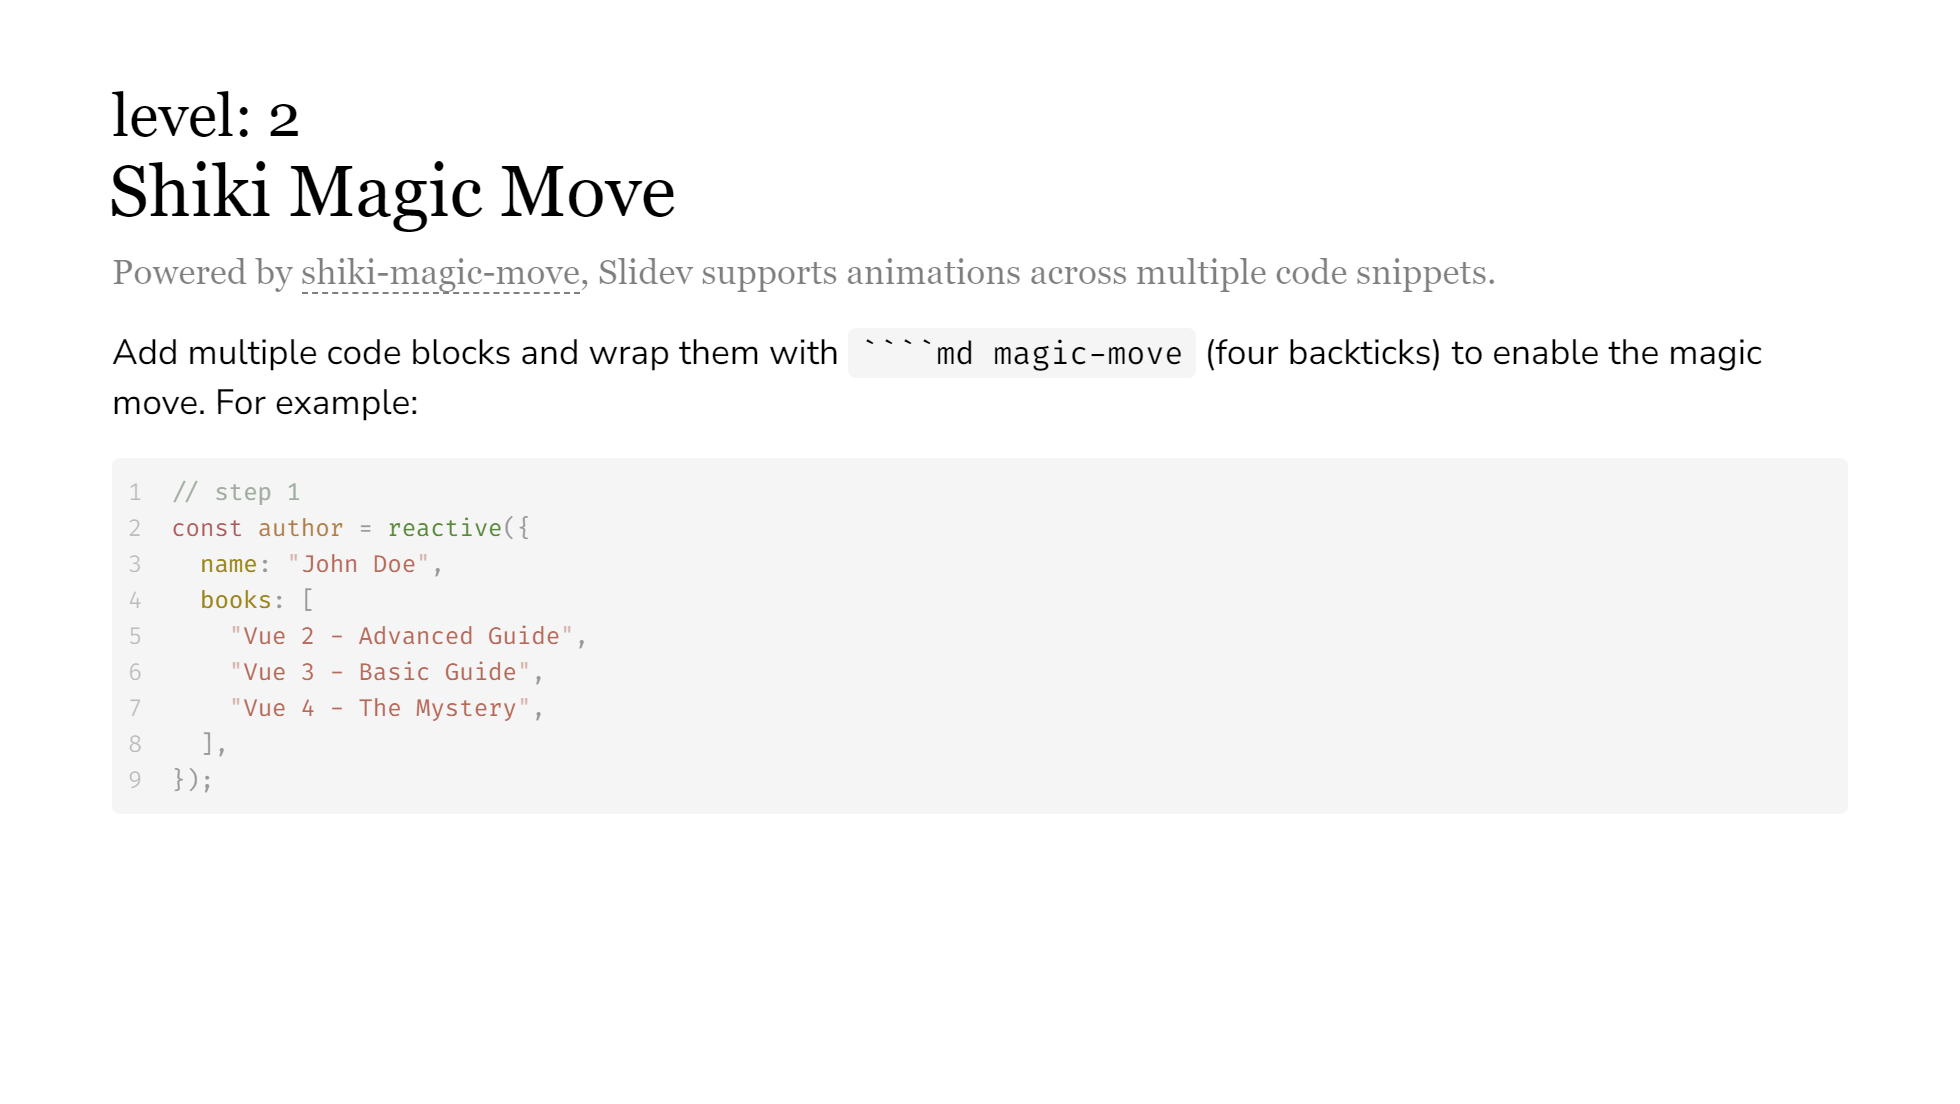 level: 2
Shiki Magic Move
Powered by shiki-magic-move, Slidev supports animations across multiple code snippets.
Add multiple code blocks and wrap them with ````md magic-move (four backticks) to enable the magic
move. For example:
1 // step 1
2 const author = reactive({
3   name: "John Doe",
4   books: [
5     "Vue 2 - Advanced Guide",
6     "Vue 3 - Basic Guide",
7     "Vue 4 - The Mystery",
8   ],
9 });